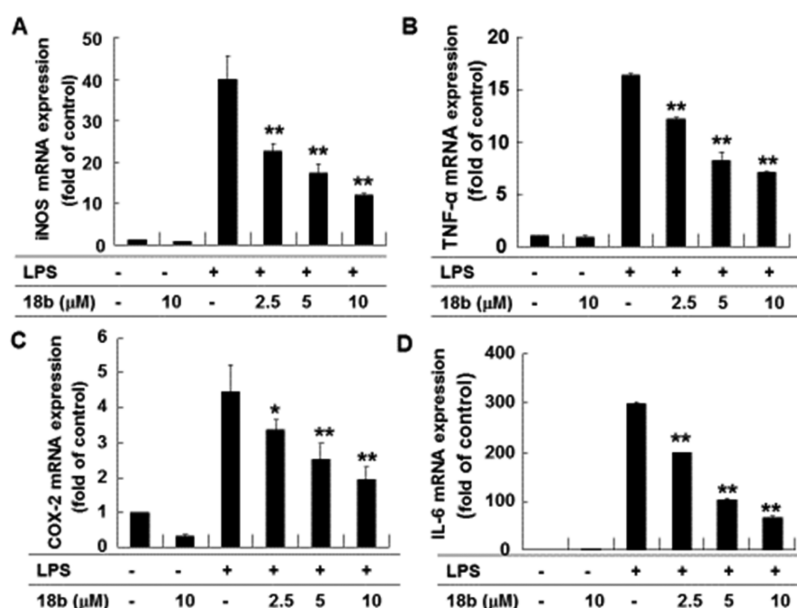 A
iNOS mRNA expression
(fold of control)
50
40
30
20
10
0
**
**
**
LPS - - + + + +
18b (μM) - 10 - 2.5 5 10
B
TNF-α mRNA expression
(fold of control)
20
15
10
5
0
**
**
**
LPS - - + + + +
18b (μM) - 10 - 2.5 5 10
C
COX-2 mRNA expression
(fold of control)
6
5
4
3
2
1
0
*
**
**
LPS - - + + + +
18b (μM) - 10 - 2.5 5 10
D
IL-6 mRNA expression
(fold of control)
400
300
200
100
0
**
**
**
LPS - - + + + +
18b (μM) - 10 - 2.5 5 10